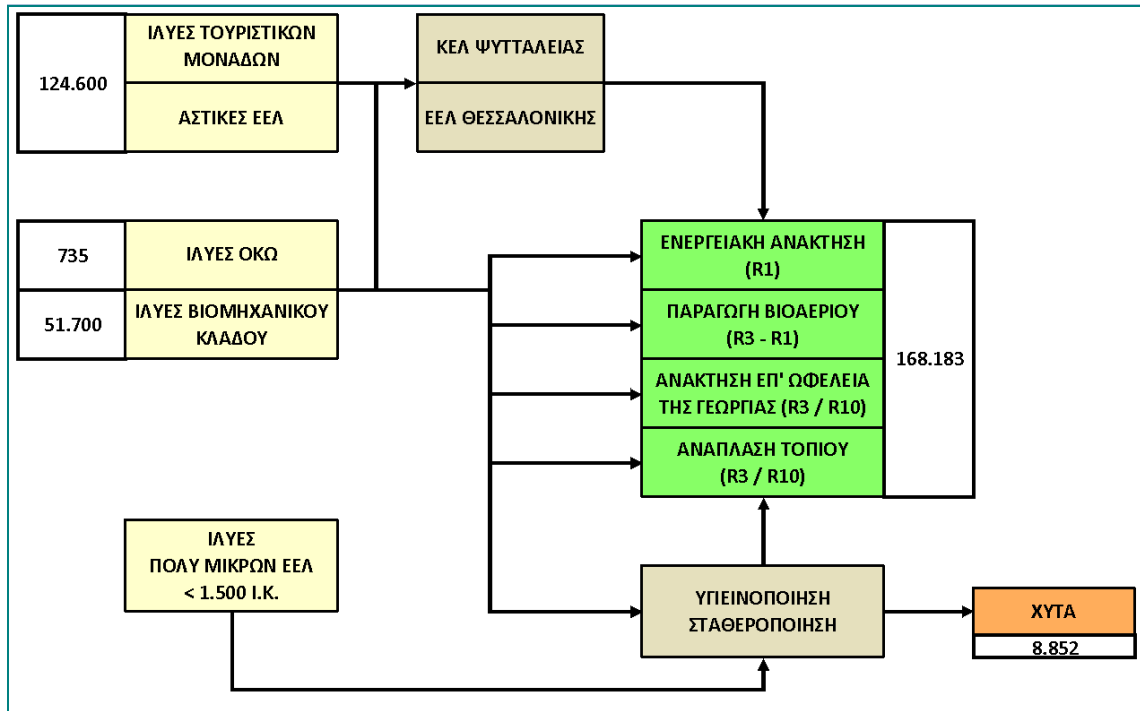 124.600
ΙΛΥΕΣ ΤΟΥΡΙΣΤΙΚΩΝ
ΜΟΝΑΔΩΝ
ΑΣΤΙΚΕΣ ΕΕΛ
ΚΕΛ ΨΥΤΤΑΛΕΙΑΣ
ΕΕΛ ΘΕΣΣΑΛΟΝΙΚΗΣ
735
ΙΛΥΕΣ ΟΚΩ
51.700
ΙΛΥΕΣ ΒΙΟΜΗΧΑΝΙΚΟΥ
ΚΛΑΔΟΥ
ΕΝΕΡΓΕΙΑΚΗ ΑΝΑΚΤΗΣΗ
(R1)
ΠΑΡΑΓΩΓΗ ΒΙΟΑΕΡΙΟΥ
(R3 - R1)
ΑΝΑΚΤΗΣΗ ΕΠ' ΩΦΕΛΕΙΑ
ΤΗΣ ΓΕΩΡΓΙΑΣ (R3 / R10)
ΑΝΑΠΛΑΣΗ ΤΟΠΙΟΥ
(R3 / R10)
168.183
ΙΛΥΕΣ
ΠΟΛΥ ΜΙΚΡΩΝ ΕΕΛ
< 1.500 Ι.Κ.
ΥΓΙΕΙΝΟΠΟΙΗΣΗ
ΣΤΑΘΕΡΟΠΟΙΗΣΗ
ΧΥΤΑ
8.852